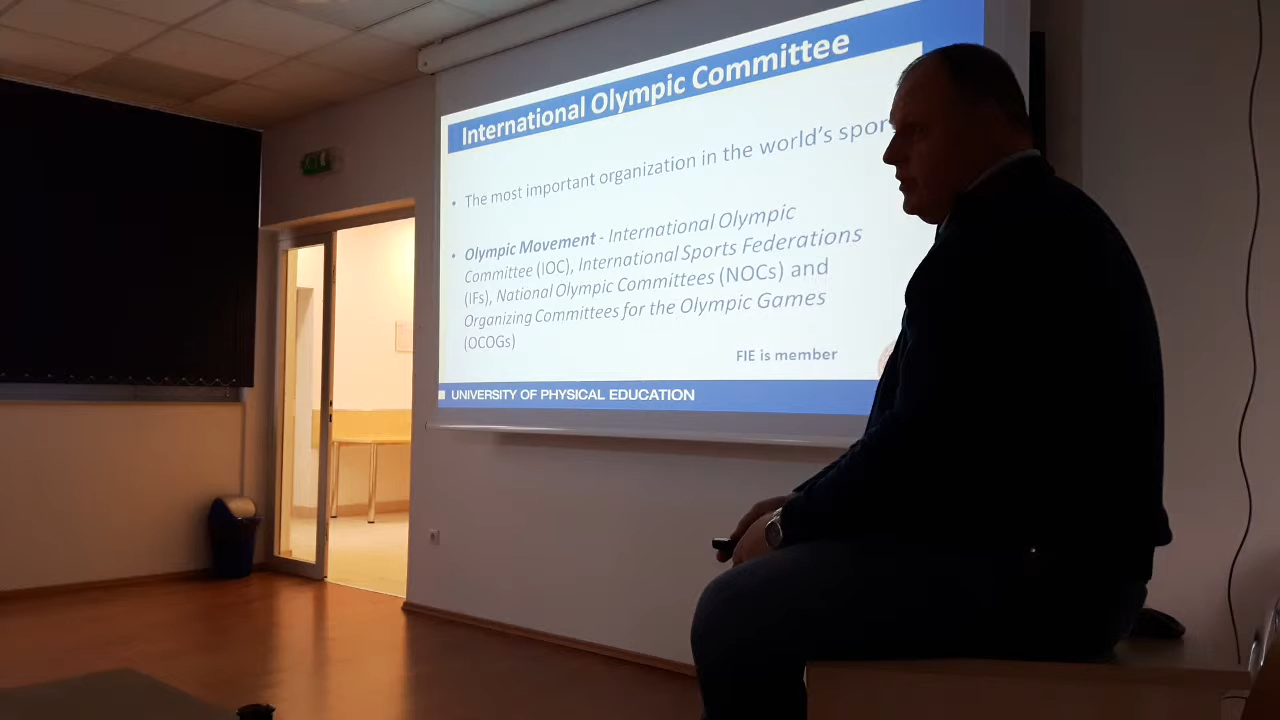 International Olympic Committee
• The most important organization in the world's spor
• Olympic Movement - International Olympic
Committee (IOC), International Sports Federations
(IFs), National Olympic Committees (NOCs) and
Organizing Committees for the Olympic Games
(OCOGs)
FIE is member
UNIVERSITY OF PHYSICAL EDUCATION